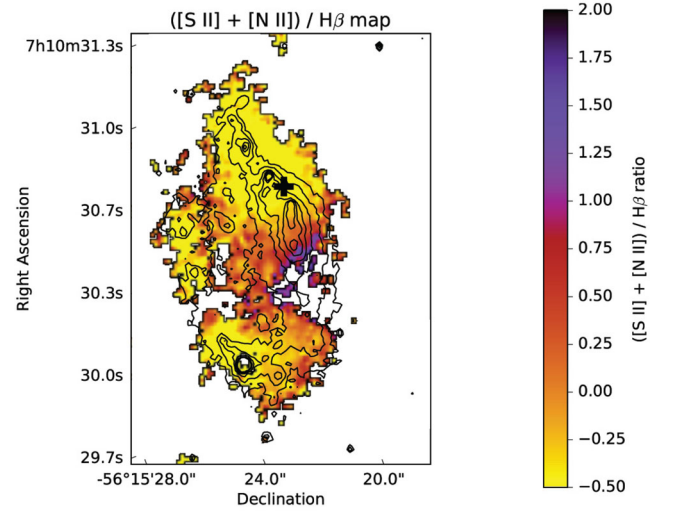 ([S II] + [N II]) / Hβ map
7h10m31.3s
31.0s
30.7s
30.3s
30.0s
29.7s
Right Ascension
-56°15'28.0"
24.0"
20.0"
Declination
2.00
1.75
1.50
1.25
1.00
0.75
0.50
0.25
0.00
−0.25
−0.50
([S II] + [N II]) / Hβ ratio